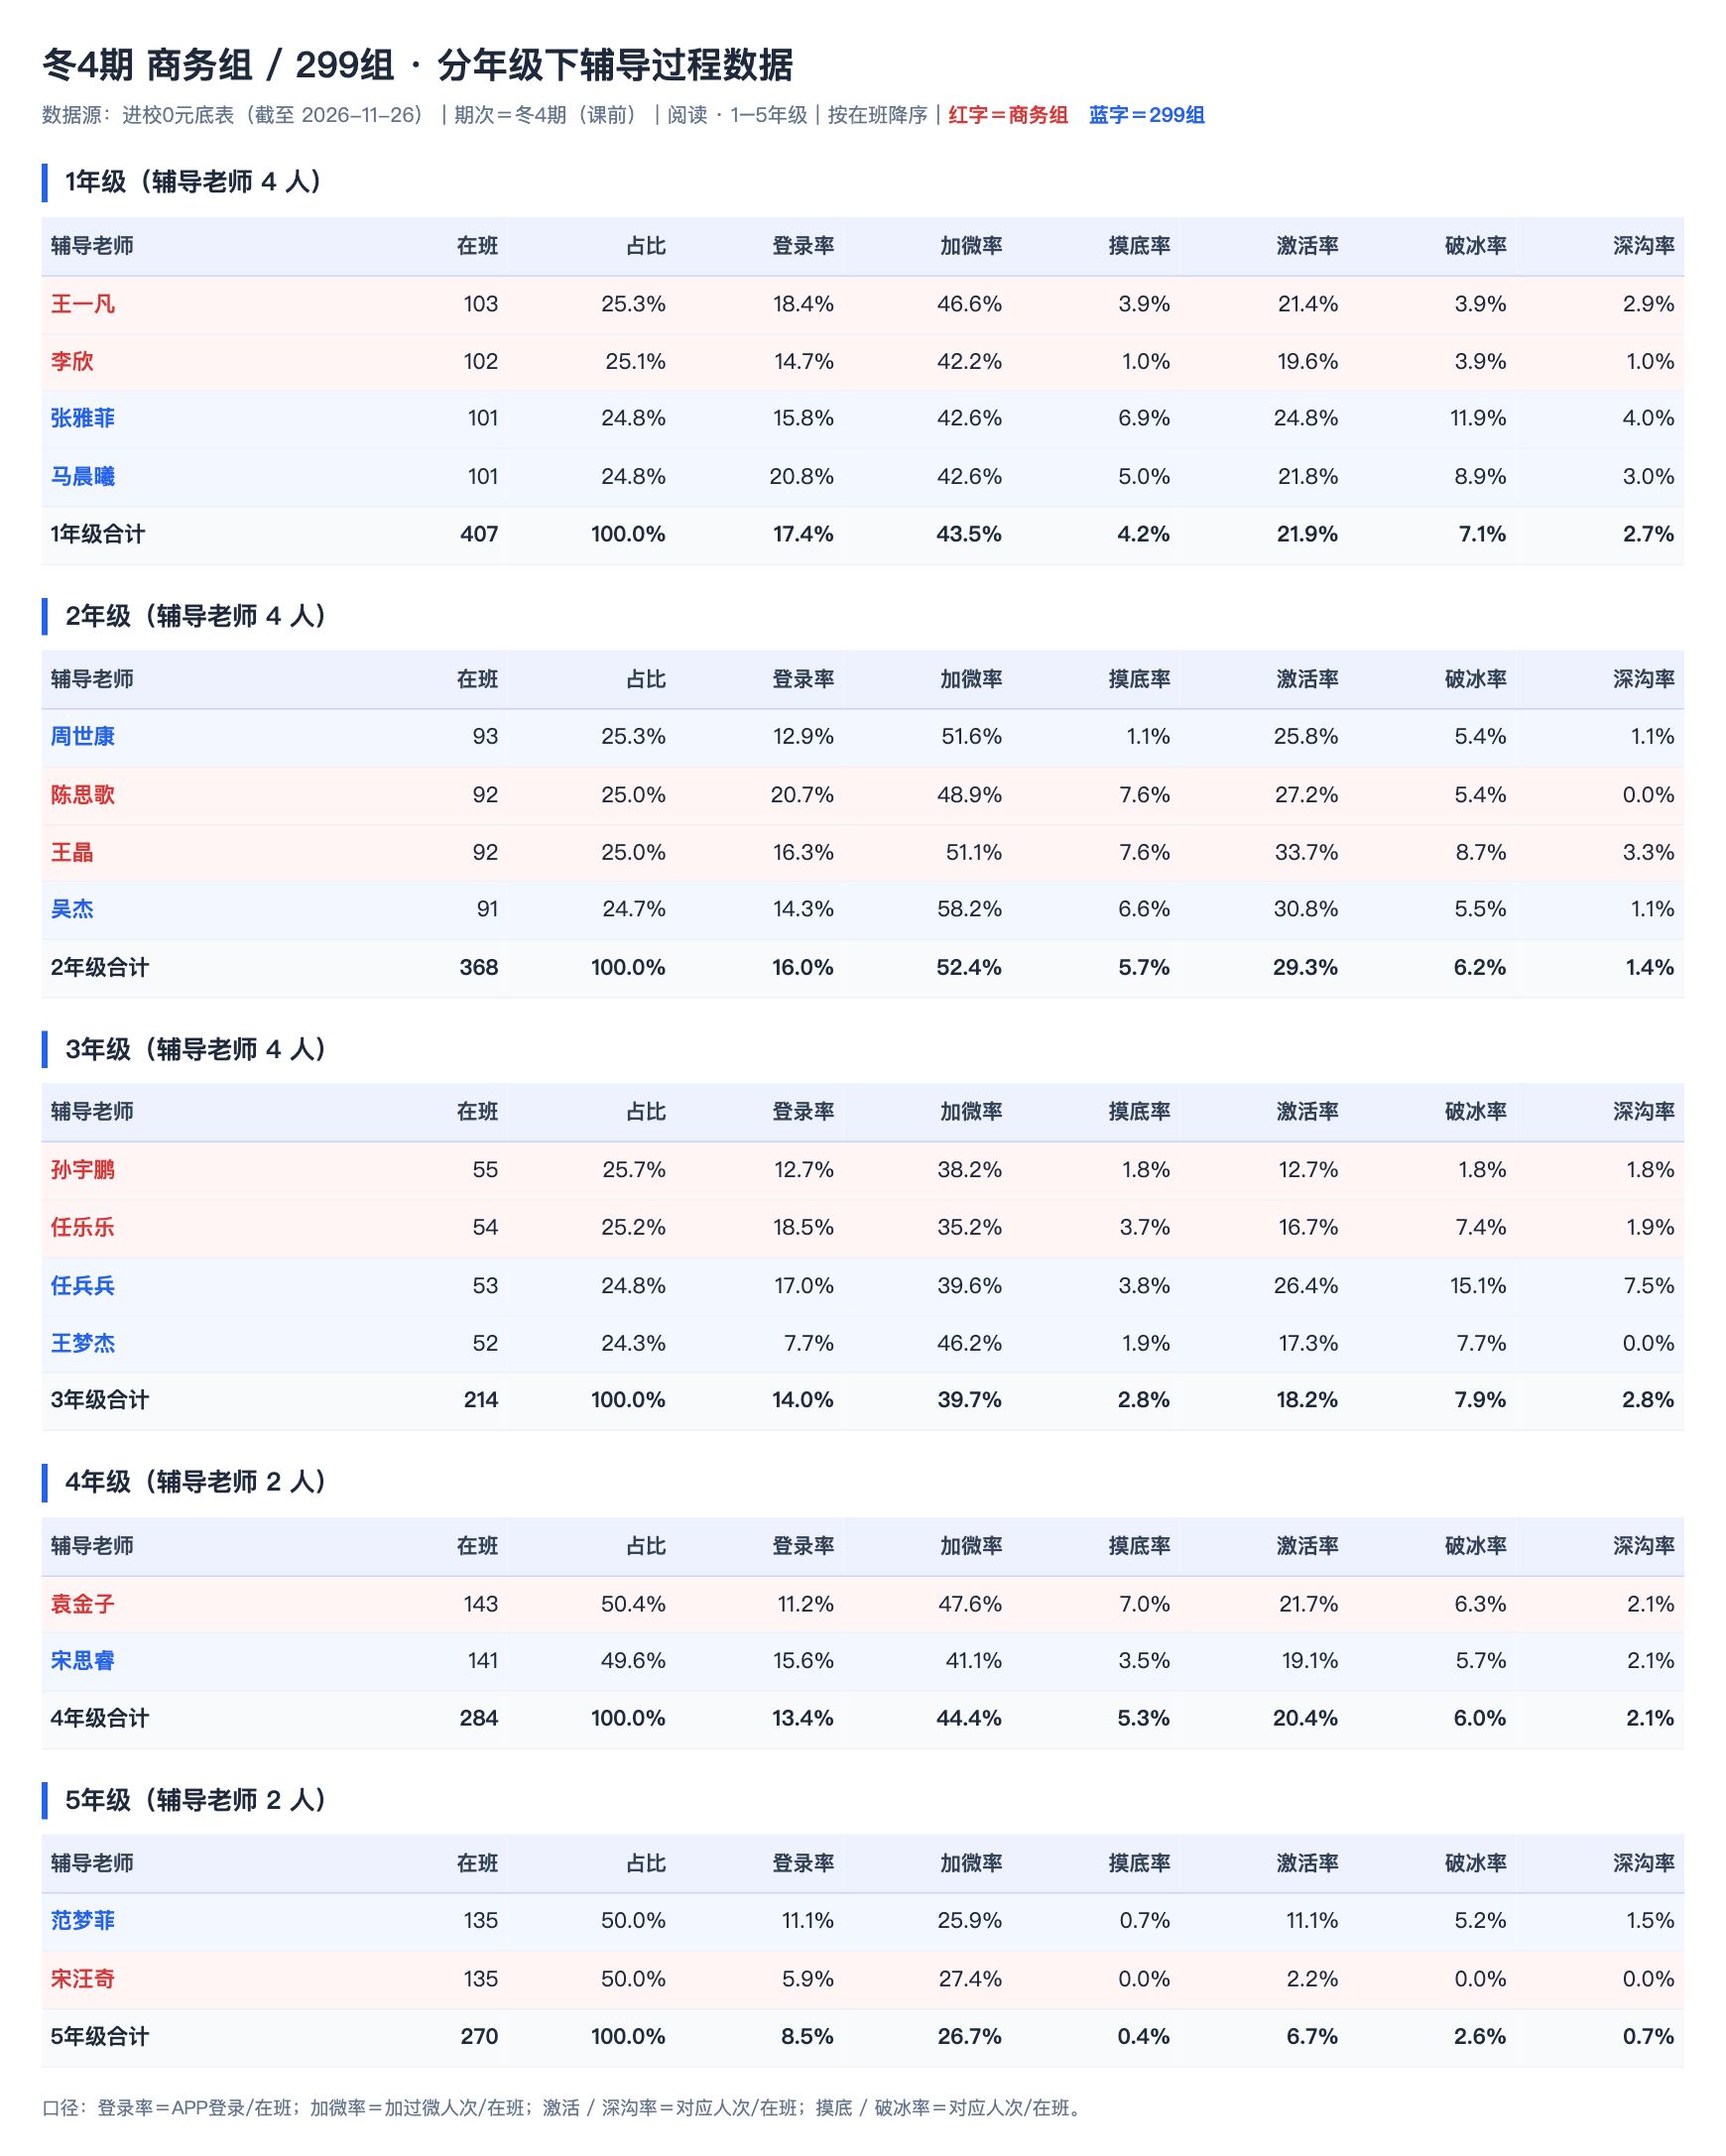 冬4期 商务组 / 299组 · 分年级下辅导过程数据
数据源：进校0元底表（截至 2026-11-26）｜期次＝冬4期（课前）｜阅读 · 1—5年级｜按在班降序｜红字＝商务组 蓝字＝299组
1年级（辅导老师 4 人）
辅导老师 在班 占比 登录率 加微率 摸底率 激活率 破冰率 深沟率
王一凡 103 25.3% 18.4% 46.6% 3.9% 21.4% 3.9% 2.9%
李欣 102 25.1% 14.7% 42.2% 1.0% 19.6% 3.9% 1.0%
张雅菲 101 24.8% 15.8% 42.6% 6.9% 24.8% 11.9% 4.0%
马晨曦 101 24.8% 20.8% 42.6% 5.0% 21.8% 8.9% 3.0%
1年级合计 407 100.0% 17.4% 43.5% 4.2% 21.9% 7.1% 2.7%
2年级（辅导老师 4 人）
辅导老师 在班 占比 登录率 加微率 摸底率 激活率 破冰率 深沟率
周世康 93 25.3% 12.9% 51.6% 1.1% 25.8% 5.4% 1.1%
陈思歌 92 25.0% 20.7% 48.9% 7.6% 27.2% 5.4% 0.0%
王晶 92 25.0% 16.3% 51.1% 7.6% 33.7% 8.7% 3.3%
吴杰 91 24.7% 14.3% 58.2% 6.6% 30.8% 5.5% 1.1%
2年级合计 368 100.0% 16.0% 52.4% 5.7% 29.3% 6.2% 1.4%
3年级（辅导老师 4 人）
辅导老师 在班 占比 登录率 加微率 摸底率 激活率 破冰率 深沟率
孙宇鹏 55 25.7% 12.7% 38.2% 1.8% 12.7% 1.8% 1.8%
任乐乐 54 25.2% 18.5% 35.2% 3.7% 16.7% 7.4% 1.9%
任兵兵 53 24.8% 17.0% 39.6% 3.8% 26.4% 15.1% 7.5%
王梦杰 52 24.3% 7.7% 46.2% 1.9% 17.3% 7.7% 0.0%
3年级合计 214 100.0% 14.0% 39.7% 2.8% 18.2% 7.9% 2.8%
4年级（辅导老师 2 人）
辅导老师 在班 占比 登录率 加微率 摸底率 激活率 破冰率 深沟率
袁金子 143 50.4% 11.2% 47.6% 7.0% 21.7% 6.3% 2.1%
宋思睿 141 49.6% 15.6% 41.1% 3.5% 19.1% 5.7% 2.1%
4年级合计 284 100.0% 13.4% 44.4% 5.3% 20.4% 6.0% 2.1%
5年级（辅导老师 2 人）
辅导老师 在班 占比 登录率 加微率 摸底率 激活率 破冰率 深沟率
范梦菲 135 50.0% 11.1% 25.9% 0.7% 11.1% 5.2% 1.5%
宋汪奇 135 50.0% 5.9% 27.4% 0.0% 2.2% 0.0% 0.0%
5年级合计 270 100.0% 8.5% 26.7% 0.4% 6.7% 2.6% 0.7%
口径：登录率＝APP登录/在班；加微率＝加过微人次/在班；激活 / 深沟率＝对应人次/在班；摸底 / 破冰率＝对应人次/在班。